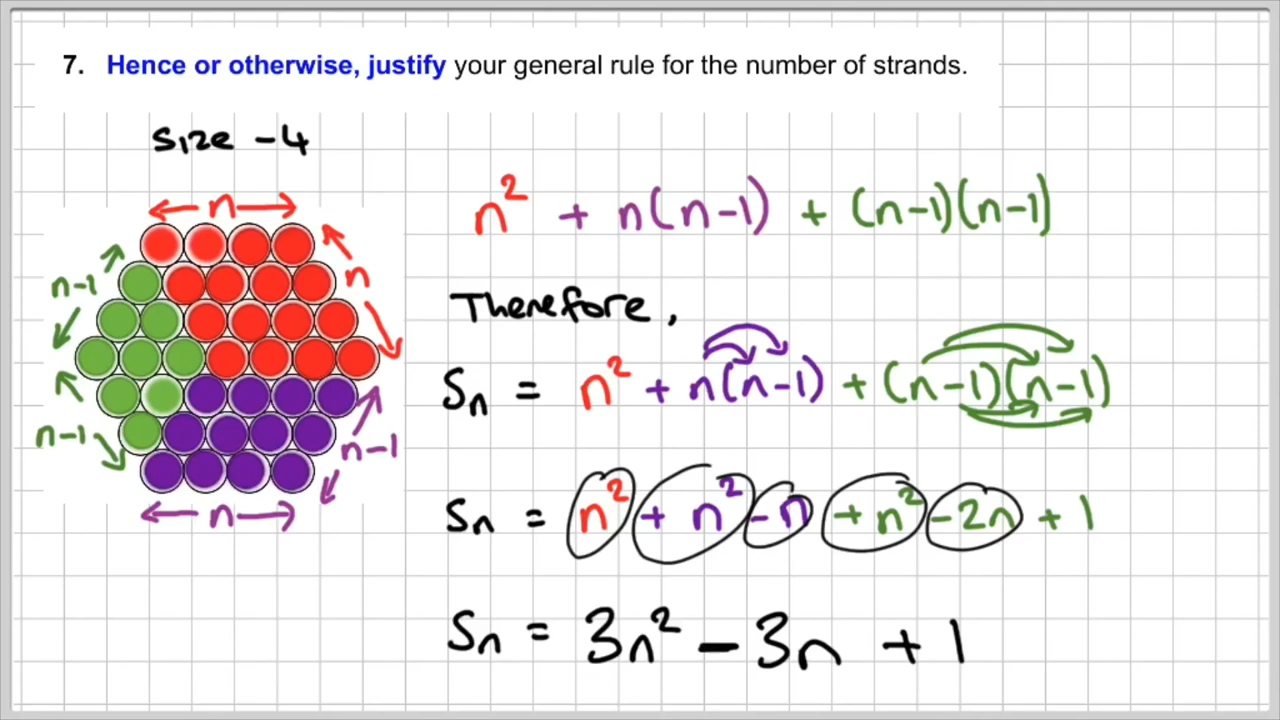 7. Hence or otherwise, justify your general rule for the number of strands.
Size - 4
n
n² + n(n-1) + (n-1)(n-1)
n-1
n
Therefore,
Sn = n² + n(n-1) + (n-1)(n-1)
n-1
n-1
n
Sn = n² + n² - n + n² - 2n + 1
Sn = 3n² - 3n + 1